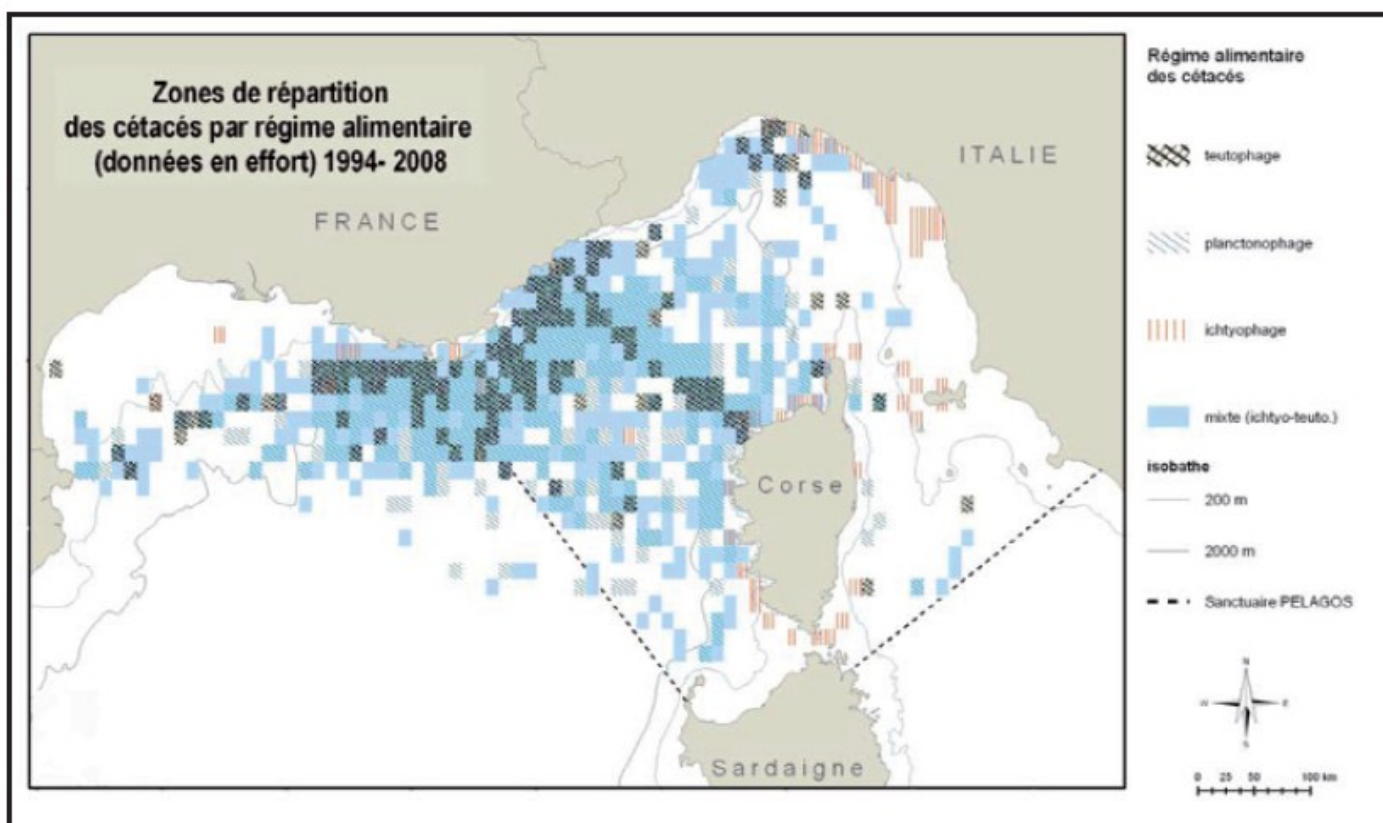 Zones de répartition
des cétacés par régime alimentaire
(données en effort) 1994- 2008
FRANCE
ITALIE
Corse
Sardaigne
Régime alimentaire
des cétacés
teutophage
planctonophage
ichtyophage
mixte (ichtyo-teuto.)
isobathe
200 m
2000 m
Sanctuaire PELAGOS
N
W
E
S
0 25 50 100 km